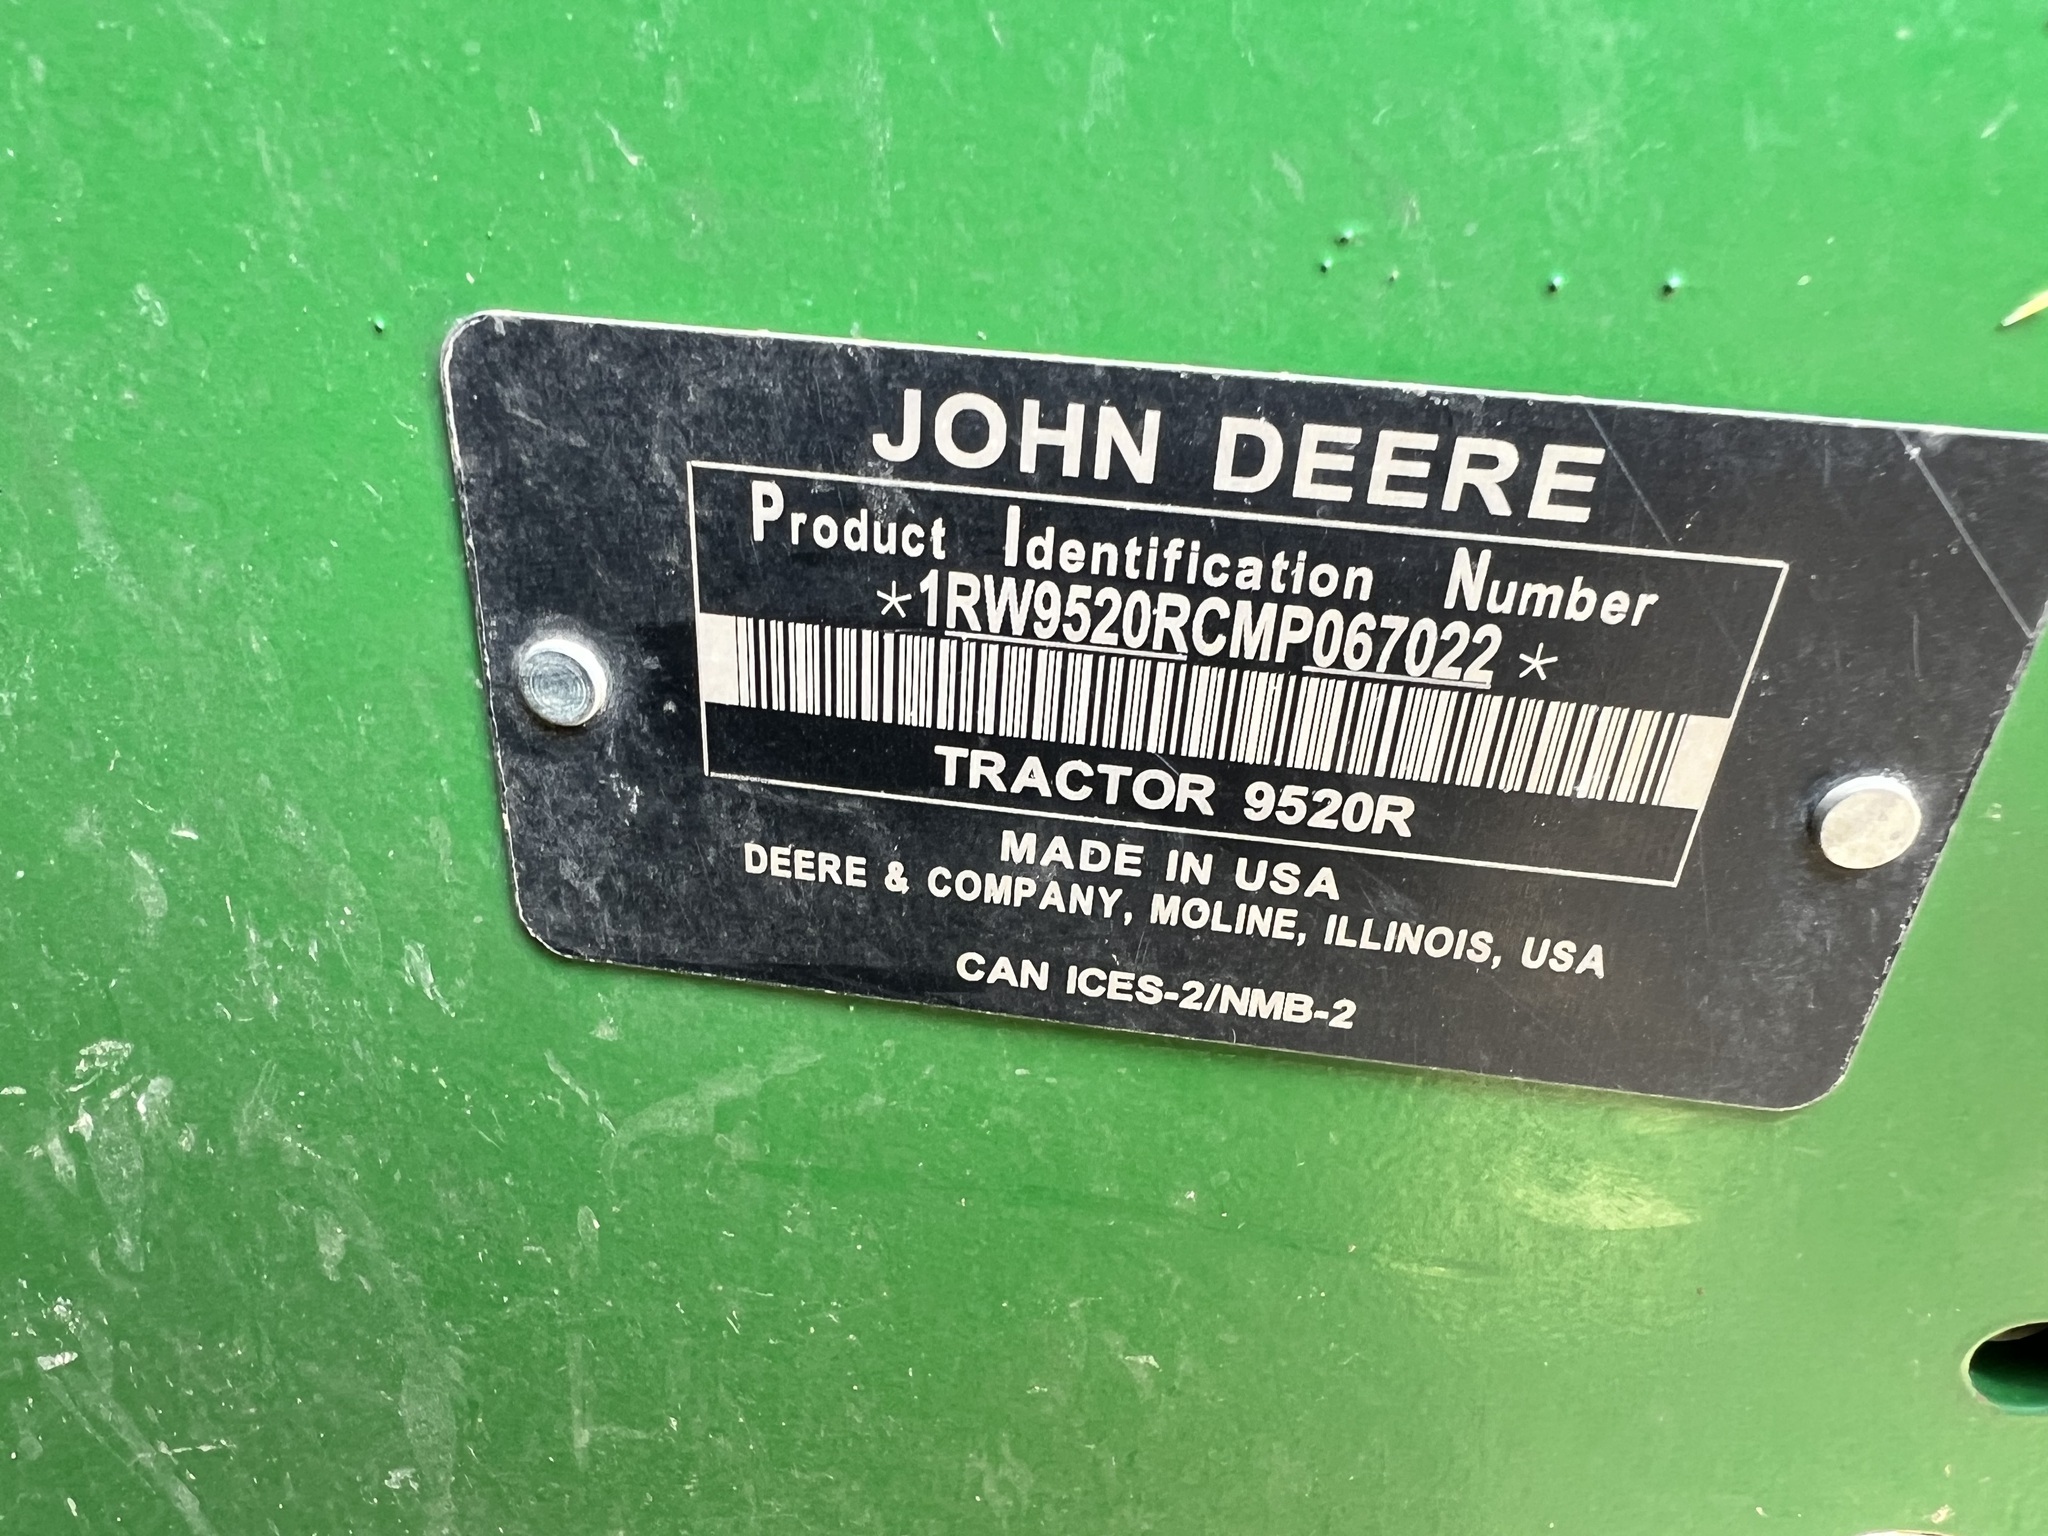 JOHN DEERE
Product Identification Number
*1RW9520RCMP067022*
TRACTOR 9520R
MADE IN USA
DEERE & COMPANY, MOLINE, ILLINOIS, USA
CAN ICES-2/NMB-2